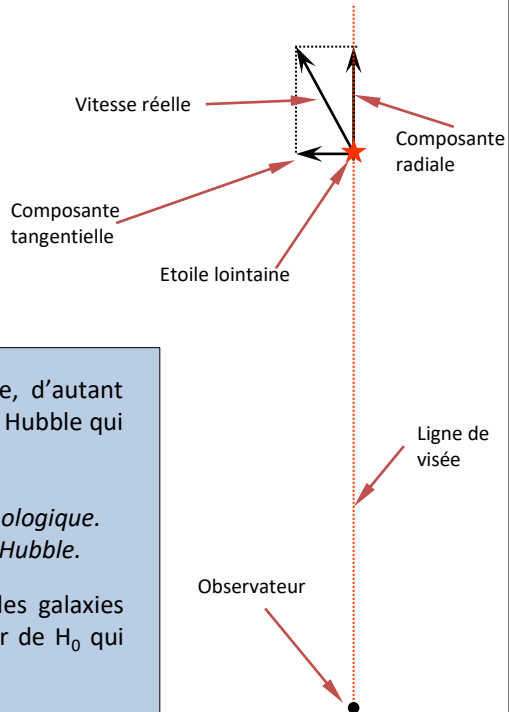 Vitesse réelle
Composante
radiale
Composante
tangentielle
Etoile lointaine
e, d'autant
Hubble qui
ologique.
Hubble.
les galaxies
r de H₀ qui
Ligne de
visée
Observateur